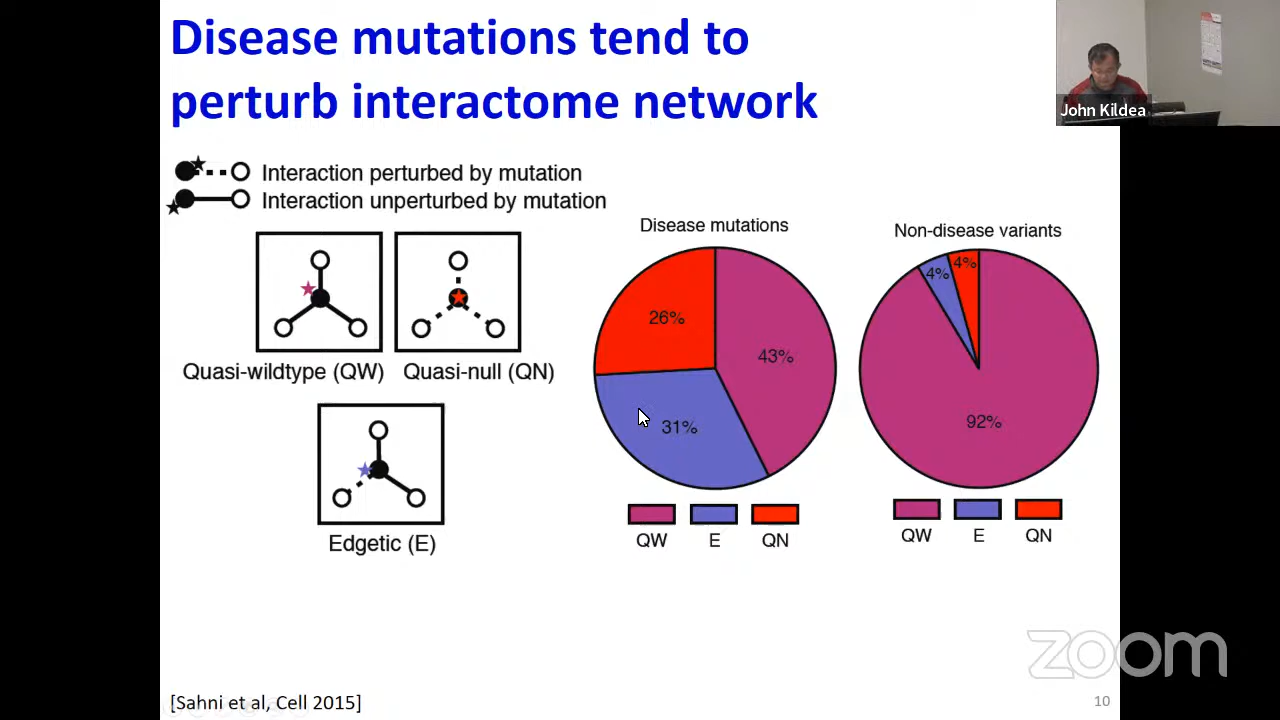 Disease mutations tend to
perturb interactome network
John Kildea
Interaction perturbed by mutation
Interaction unperturbed by mutation
Quasi-wildtype (QW)
Quasi-null (QN)
Edgetic (E)
Disease mutations
26%
43%
31%
QW
E
QN
Non-disease variants
4%
4%
92%
QW
E
QN
zoom
[Sahni et al, Cell 2015]
10